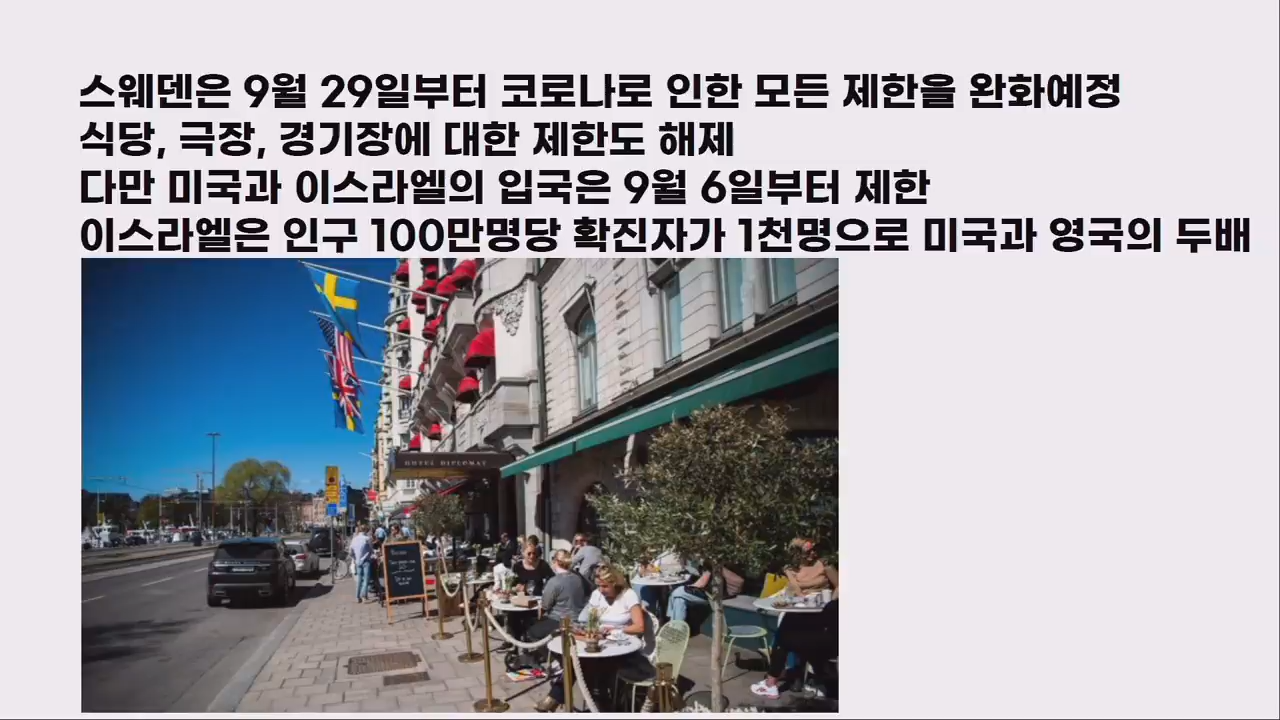 스웨덴은 9월 29일부터 코로나로 인한 모든 제한을 완화예정
식당, 극장, 경기장에 대한 제한도 해제
다만 미국과 이스라엘의 입국은 9월 6일부터 제한
이스라엘은 인구 100만명당 확진자가 1천명으로 미국과 영국의 두배
HOTEL DIPLOMAT